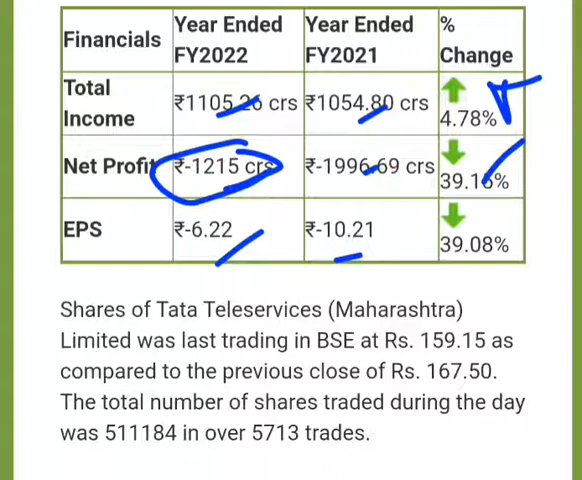 Financials Year Ended FY2022 Year Ended FY2021 % Change
Total Income ₹1105.26 crs ₹1054.80 crs 4.78%
Net Profit ₹-1215 crs ₹-1996.69 crs 39.15%
EPS ₹-6.22 ₹-10.21 39.08%
Shares of Tata Teleservices (Maharashtra)
Limited was last trading in BSE at Rs. 159.15 as
compared to the previous close of Rs. 167.50.
The total number of shares traded during the day
was 511184 in over 5713 trades.